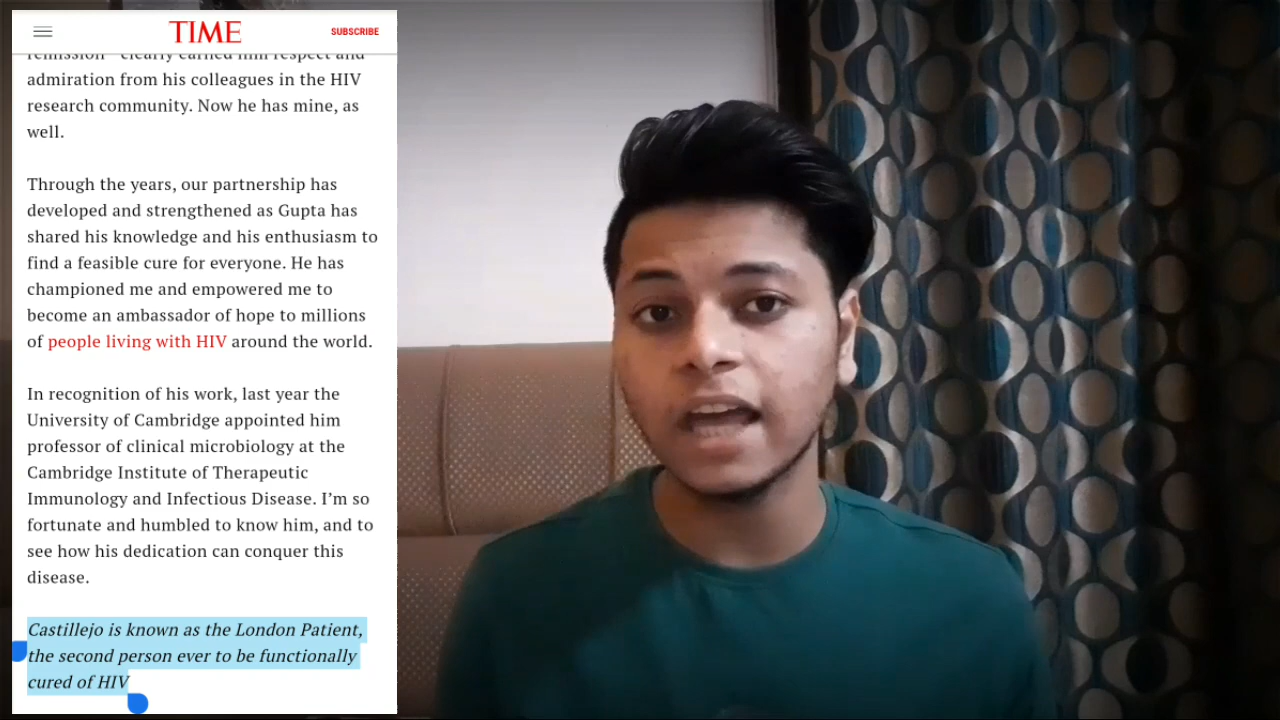 TIME
SUBSCRIBE
remission—clearly earned him respect and
admiration from his colleagues in the HIV
research community. Now he has mine, as
well.
Through the years, our partnership has
developed and strengthened as Gupta has
shared his knowledge and his enthusiasm to
find a feasible cure for everyone. He has
championed me and empowered me to
become an ambassador of hope to millions
of people living with HIV around the world.
In recognition of his work, last year the
University of Cambridge appointed him
professor of clinical microbiology at the
Cambridge Institute of Therapeutic
Immunology and Infectious Disease. I’m so
fortunate and humbled to know him, and to
see how his dedication can conquer this
disease.
Castillejo is known as the London Patient,
the second person ever to be functionally
cured of HIV